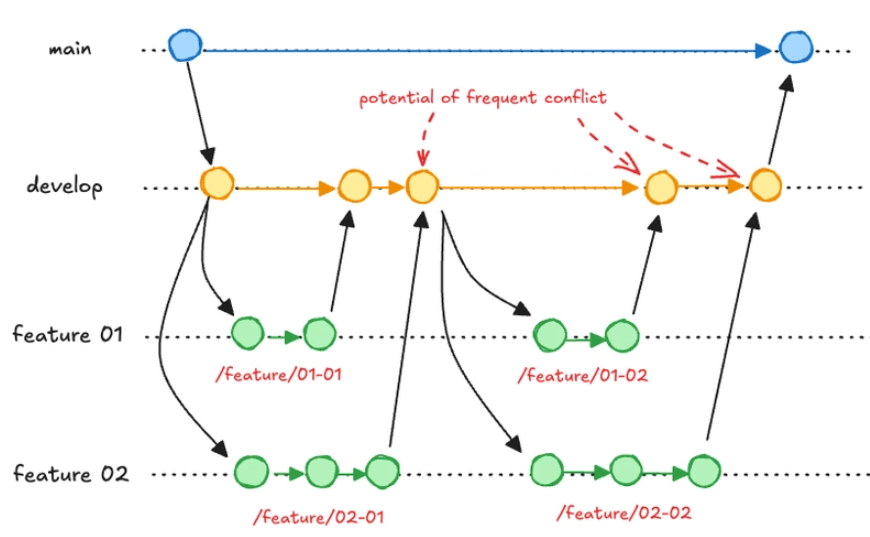 main
potential of frequent conflict
develop
feature 01
/feature/01-01
/feature/01-02
feature 02
/feature/02-01
/feature/02-02